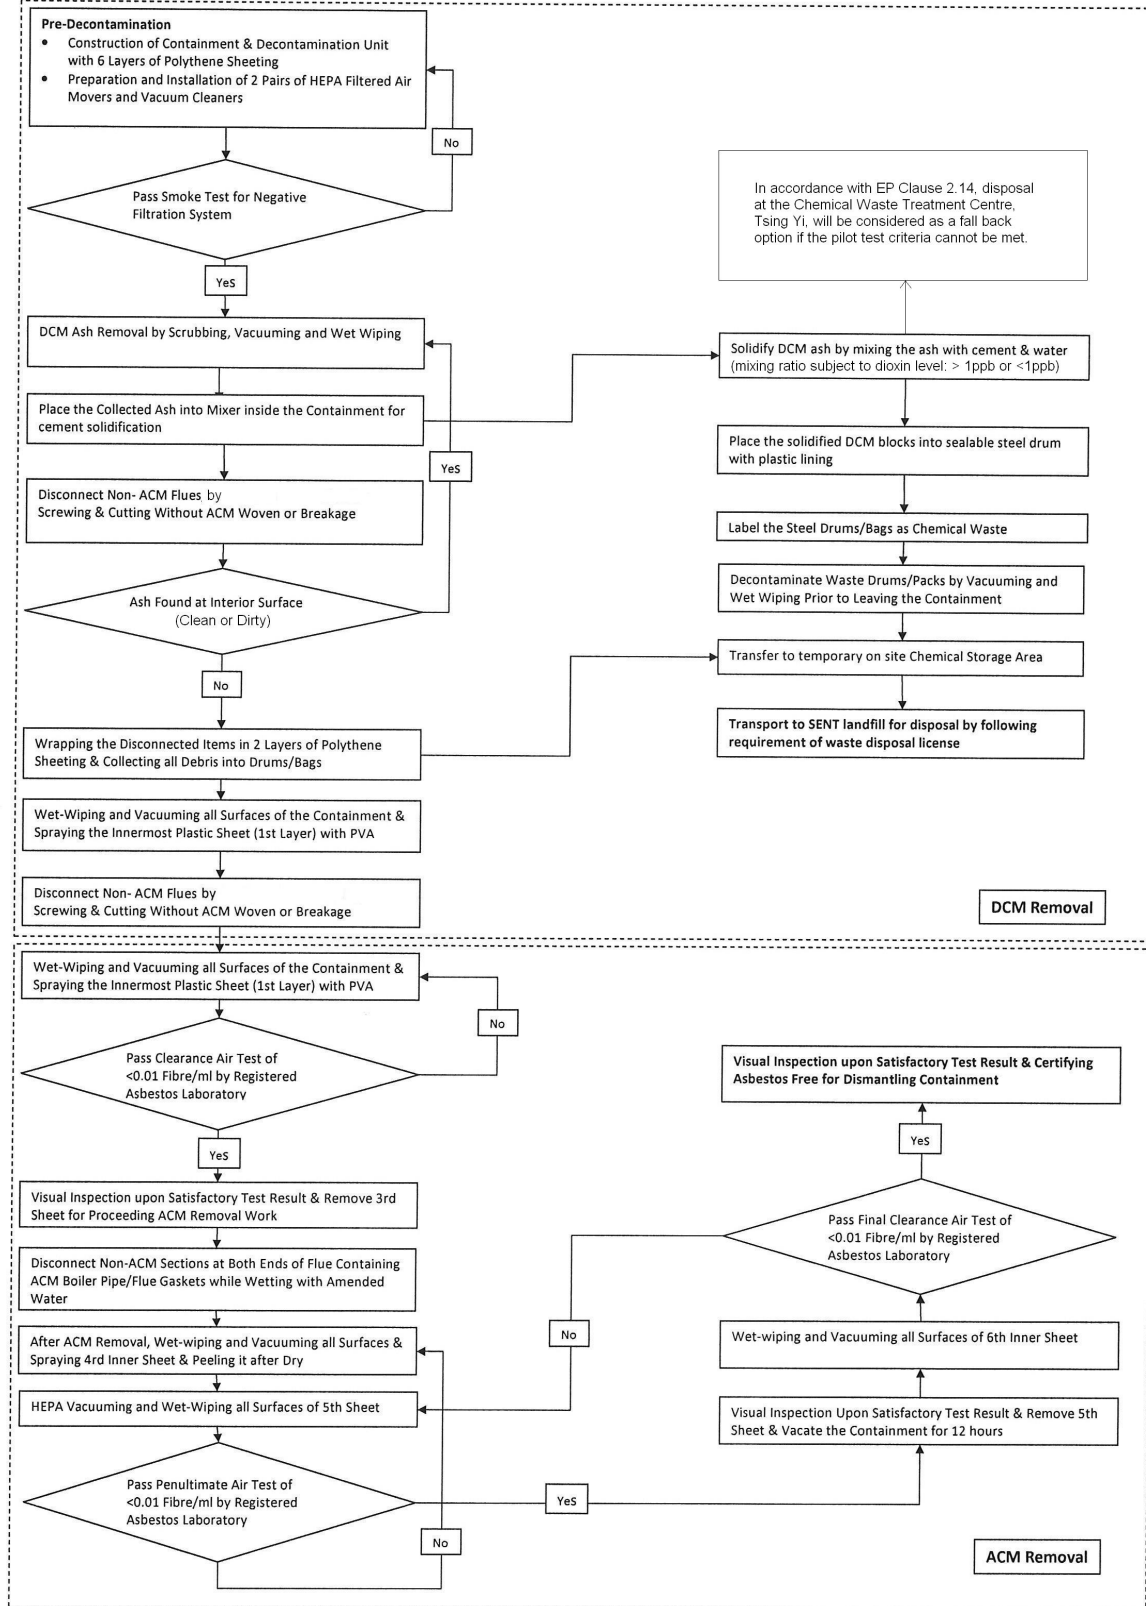 Pre-Decontamination
• Construction of Containment & Decontamination Unit
with 6 Layers of Polythene Sheeting
• Preparation and Installation of 2 Pairs of HEPA Filtered Air
Movers and Vacuum Cleaners
No
Pass Smoke Test for Negative
Filtration System
Yes
DCM Ash Removal by Scrubbing, Vacuuming and Wet Wiping
Place the Collected Ash into Mixer inside the Containment for
cement solidification
Yes
Disconnect Non- ACM Flues by
Screwing & Cutting Without ACM Woven or Breakage
Ash Found at Interior Surface
(Clean or Dirty)
No
Wrapping the Disconnected Items in 2 Layers of Polythene
Sheeting & Collecting all Debris into Drums/Bags
Wet-Wiping and Vacuuming all Surfaces of the Containment &
Spraying the Innermost Plastic Sheet (1st Layer) with PVA
Disconnect Non- ACM Flues by
Screwing & Cutting Without ACM Woven or Breakage
In accordance with EP Clause 2.14, disposal
at the Chemical Waste Treatment Centre,
Tsing Yi, will be considered as a fall back
option if the pilot test criteria cannot be met.
Solidify DCM ash by mixing the ash with cement & water
(mixing ratio subject to dioxin level: > 1ppb or <1ppb)
Place the solidified DCM blocks into sealable steel drum
with plastic lining
Label the Steel Drums/Bags as Chemical Waste
Decontaminate Waste Drums/Packs by Vacuuming and
Wet Wiping Prior to Leaving the Containment
Transfer to temporary on site Chemical Storage Area
Transport to SENT landfill for disposal by following
requirement of waste disposal license
DCM Removal
Wet-Wiping and Vacuuming all Surfaces of the Containment &
Spraying the Innermost Plastic Sheet (1st Layer) with PVA
No
Pass Clearance Air Test of
<0.01 Fibre/ml by Registered
Asbestos Laboratory
Yes
Visual Inspection upon Satisfactory Test Result & Remove 3rd
Sheet for Proceeding ACM Removal Work
Disconnect Non-ACM Sections at Both Ends of Flue Containing
ACM Boiler Pipe/Flue Gaskets while Wetting with Amended
Water
After ACM Removal, Wet-wiping and Vacuuming all Surfaces &
Spraying 4rd Inner Sheet & Peeling it after Dry
HEPA Vacuuming and Wet-Wiping all Surfaces of 5th Sheet
Pass Penultimate Air Test of
<0.01 Fibre/ml by Registered
Asbestos Laboratory
No
Yes
Visual Inspection upon Satisfactory Test Result & Certifying
Asbestos Free for Dismantling Containment
Yes
Pass Final Clearance Air Test of
<0.01 Fibre/ml by Registered
Asbestos Laboratory
No
Wet-wiping and Vacuuming all Surfaces of 6th Inner Sheet
Visual Inspection Upon Satisfactory Test Result & Remove 5th
Sheet & Vacate the Containment for 12 hours
ACM Removal